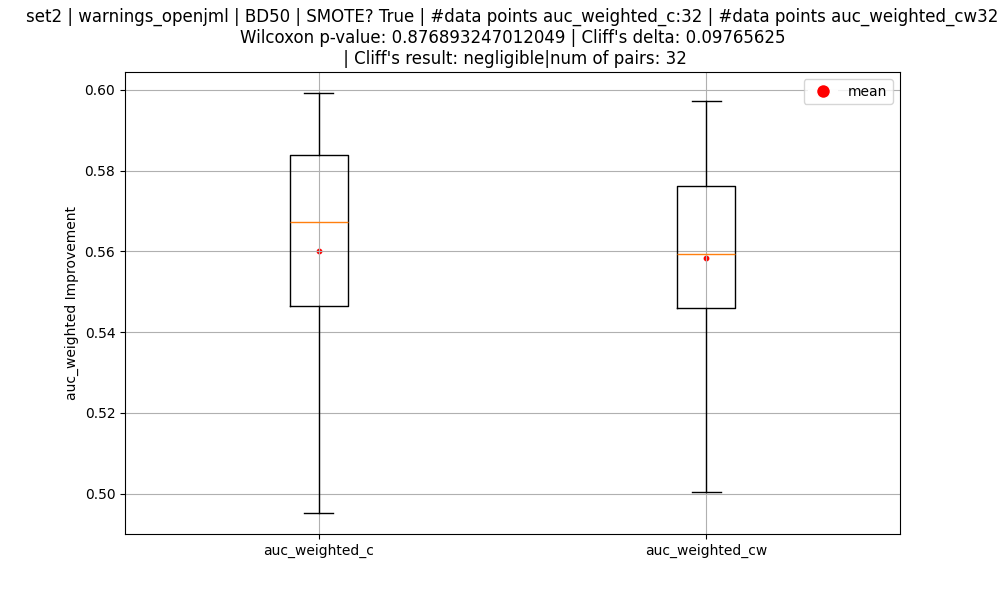 set2 | warnings_openjml | BD50 | SMOTE? True | #data points auc_weighted_c:32 | #data points auc_weighted_cw32
Wilcoxon p-value: 0.876893247012049 | Cliff's delta: 0.09765625
| Cliff's result: negligible|num of pairs: 32
mean
0.60
0.58
0.56
0.54
0.52
0.50
auc_weighted Improvement
auc_weighted_c
auc_weighted_cw